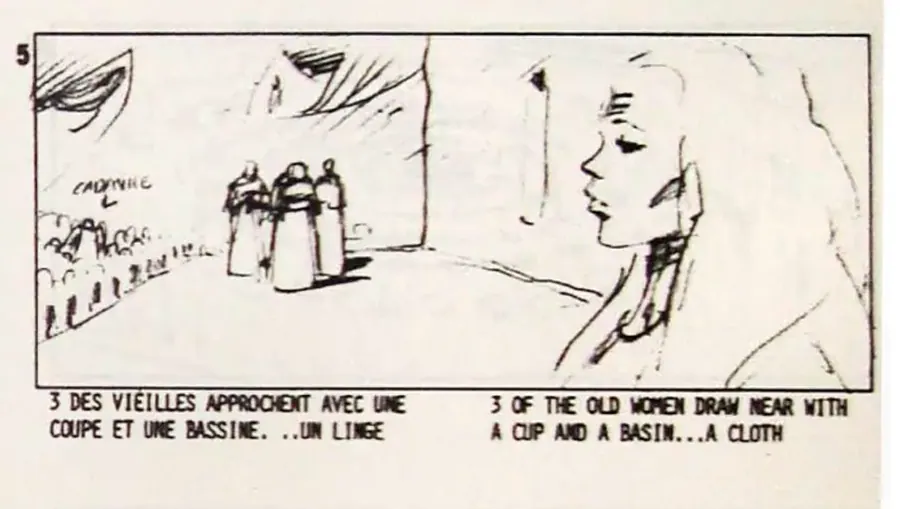 5
CADAVRE
3 DES VIÉILLES APPROCHENT AVEC UNE
COUPE ET UNE BASSINE. ..UN LINGE
3 OF THE OLD WOMEN DRAW NEAR WITH
A CUP AND A BASIN...A CLOTH